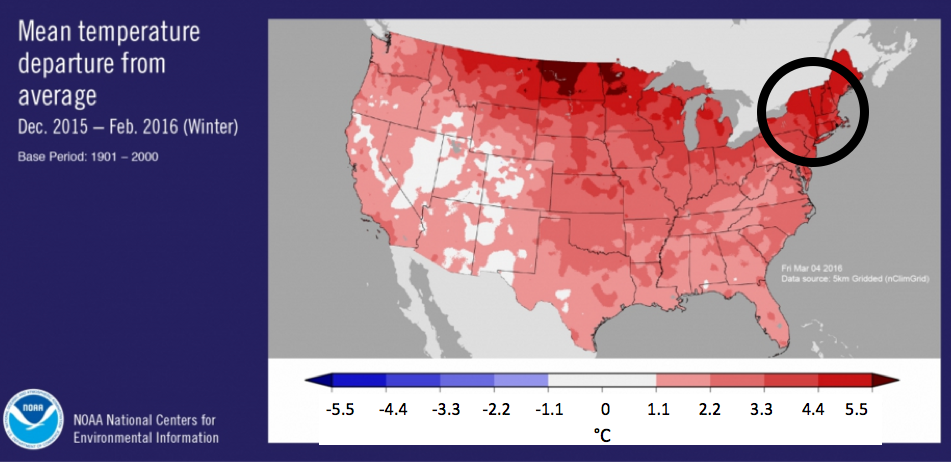 Mean temperature
departure from
average
Dec. 2015 – Feb. 2016 (Winter)
Base Period: 1901 – 2000
Fri Mar 04 2016
Data source: 5km Gridded (nClimGrid)
-5.5 -4.4 -3.3 -2.2 -1.1 0 1.1 2.2 3.3 4.4 5.5
°C
NOAA
NOAA National Centers for
Environmental Information